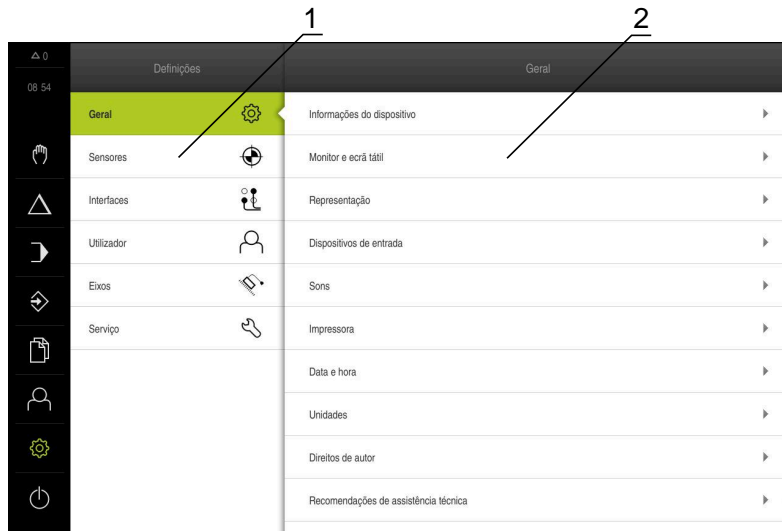 1
2
0
08 54
Definições
Geral
Geral
Sensores
Interfaces
Utilizador
Eixos
Serviço
Informações do dispositivo
Monitor e ecrã tátil
Representação
Dispositivos de entrada
Sons
Impressora
Data e hora
Unidades
Direitos de autor
Recomendações de assistência técnica